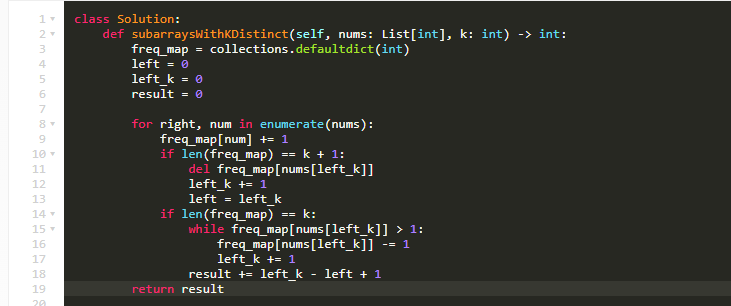 1 class Solution:
2     def subarraysWithKDistinct(self, nums: List[int], k: int) -> int:
3         freq_map = collections.defaultdict(int)
4         left = 0
5         left_k = 0
6         result = 0
7
8         for right, num in enumerate(nums):
9             freq_map[num] += 1
10             if len(freq_map) == k + 1:
11                 del freq_map[nums[left_k]]
12                 left_k += 1
13                 left = left_k
14             if len(freq_map) == k:
15                 while freq_map[nums[left_k]] > 1:
16                     freq_map[nums[left_k]] -= 1
17                     left_k += 1
18                 result += left_k - left + 1
19         return result
20